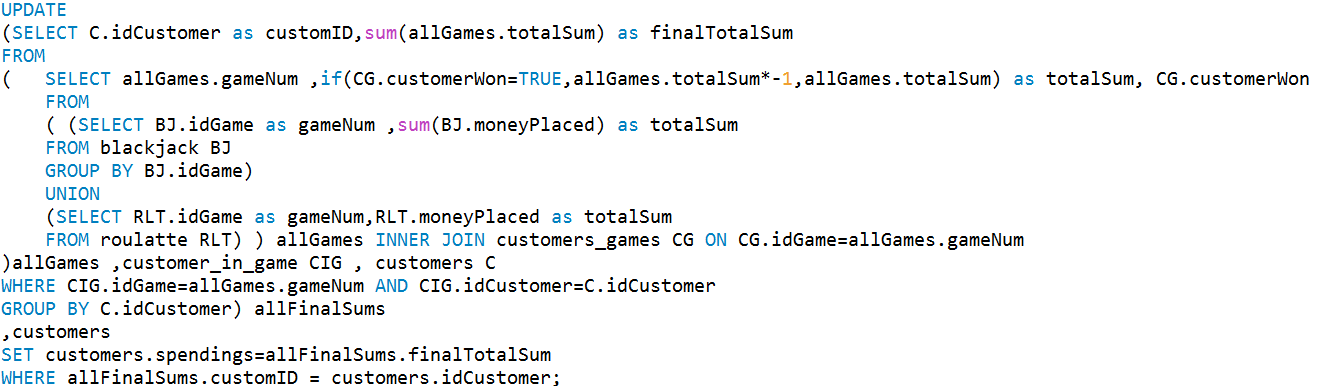 UPDATE
(SELECT C.idCustomer as customID,sum(allGames.totalSum) as finalTotalSum
FROM
(   SELECT allGames.gameNum ,if(CG.customerWon=TRUE,allGames.totalSum*-1,allGames.totalSum) as totalSum, CG.customerWon
    FROM
    ( (SELECT BJ.idGame as gameNum ,sum(BJ.moneyPlaced) as totalSum
    FROM blackjack BJ
    GROUP BY BJ.idGame)
    UNION
    (SELECT RLT.idGame as gameNum,RLT.moneyPlaced as totalSum
    FROM roulatte RLT) ) allGames INNER JOIN customers_games CG ON CG.idGame=allGames.gameNum
)allGames ,customer_in_game CIG , customers C
WHERE CIG.idGame=allGames.gameNum AND CIG.idCustomer=C.idCustomer
GROUP BY C.idCustomer) allFinalSums
,customers
SET customers.spendings=allFinalSums.finalTotalSum
WHERE allFinalSums.customID = customers.idCustomer;